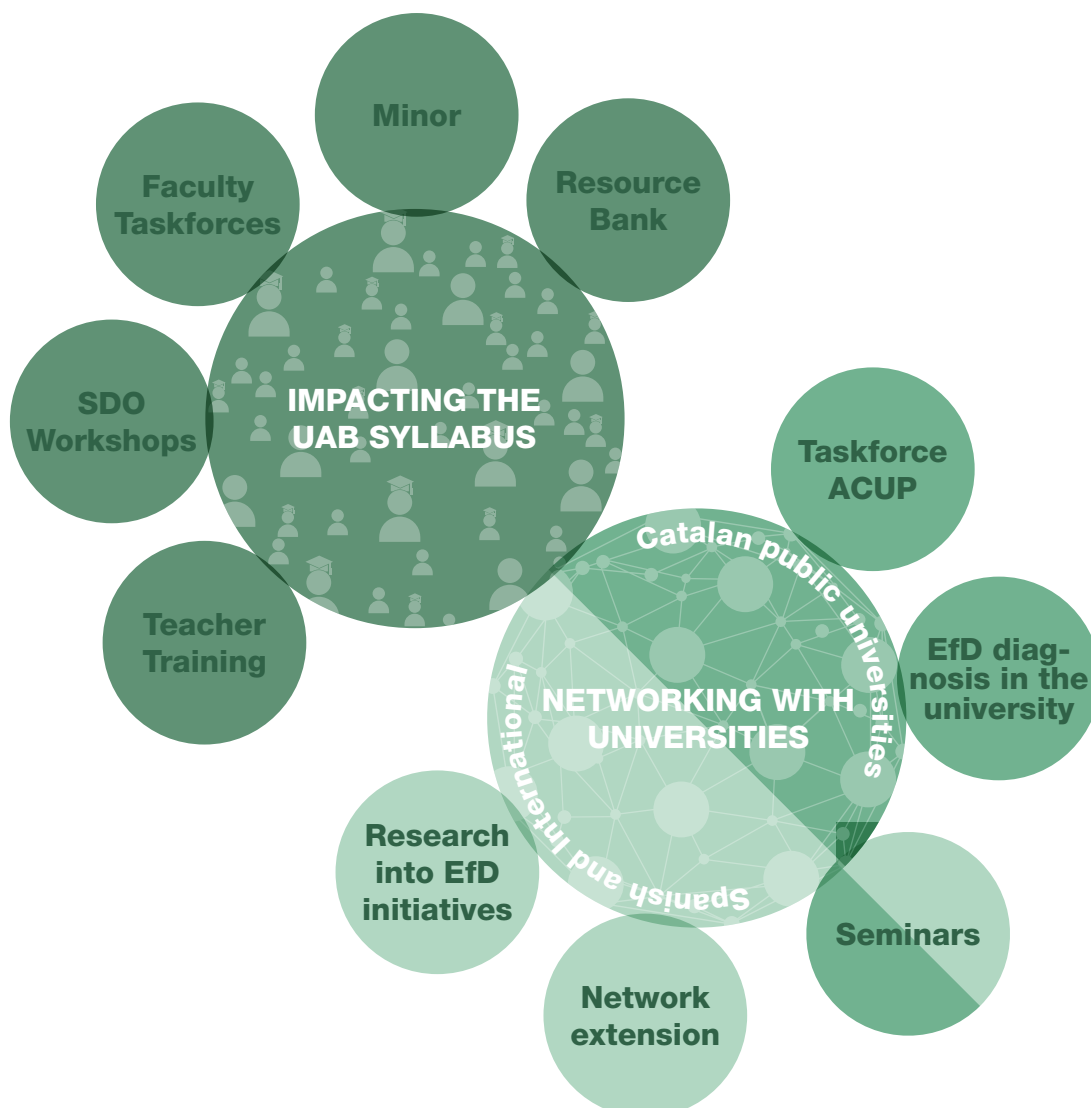 Minor
Faculty
Taskforces
Resource
Bank
SDO
Workshops
IMPACTING THE
UAB SYLLABUS
Teacher
Training
Taskforce
ACUP
Catalan public universities
EfD diag-
nosis in the
university
NETWORKING WITH
UNIVERSITIES
Spanish and International
Research
into EfD
initiatives
Seminars
Network
extension